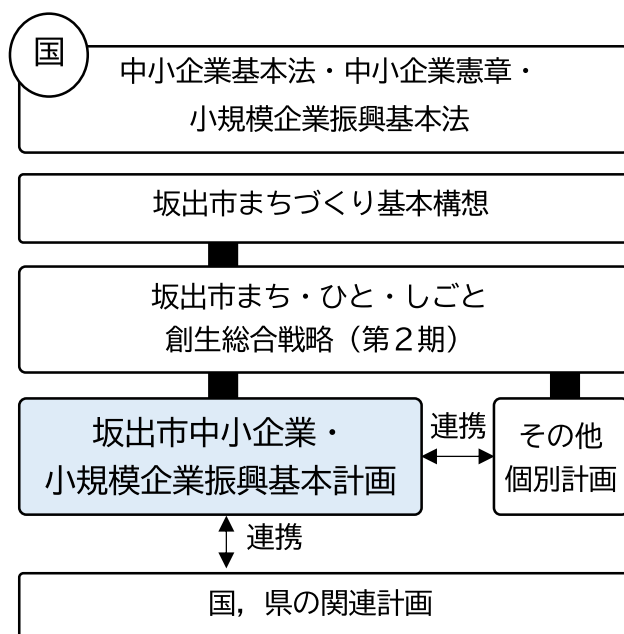 国
中小企業基本法・中小企業憲章・
小規模企業振興基本法
坂出市まちづくり基本構想
坂出市まち・ひと・しごと
創生総合戦略（第２期）
坂出市中小企業・
小規模企業振興基本計画
連携
その他
個別計画
連携
国，県の関連計画